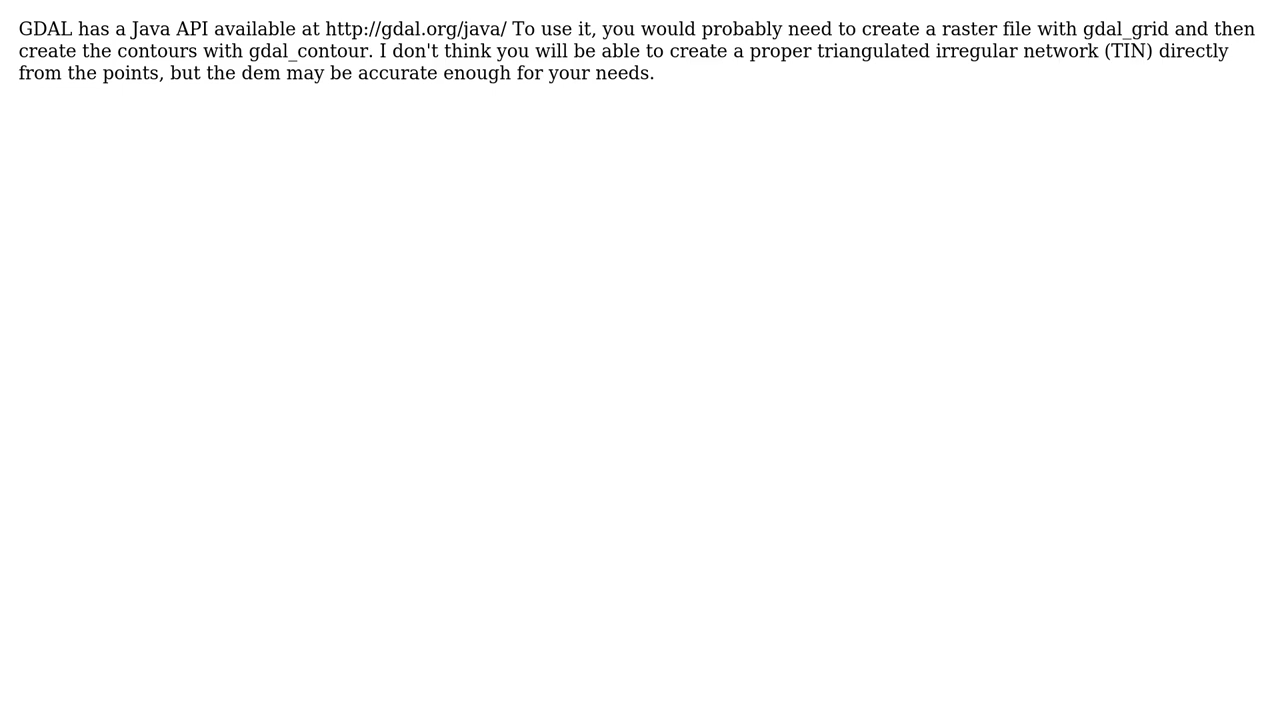 GDAL has a Java API available at http://gdal.org/java/ To use it, you would probably need to create a raster file with gdal_grid and then
create the contours with gdal_contour. I don't think you will be able to create a proper triangulated irregular network (TIN) directly
from the points, but the dem may be accurate enough for your needs.